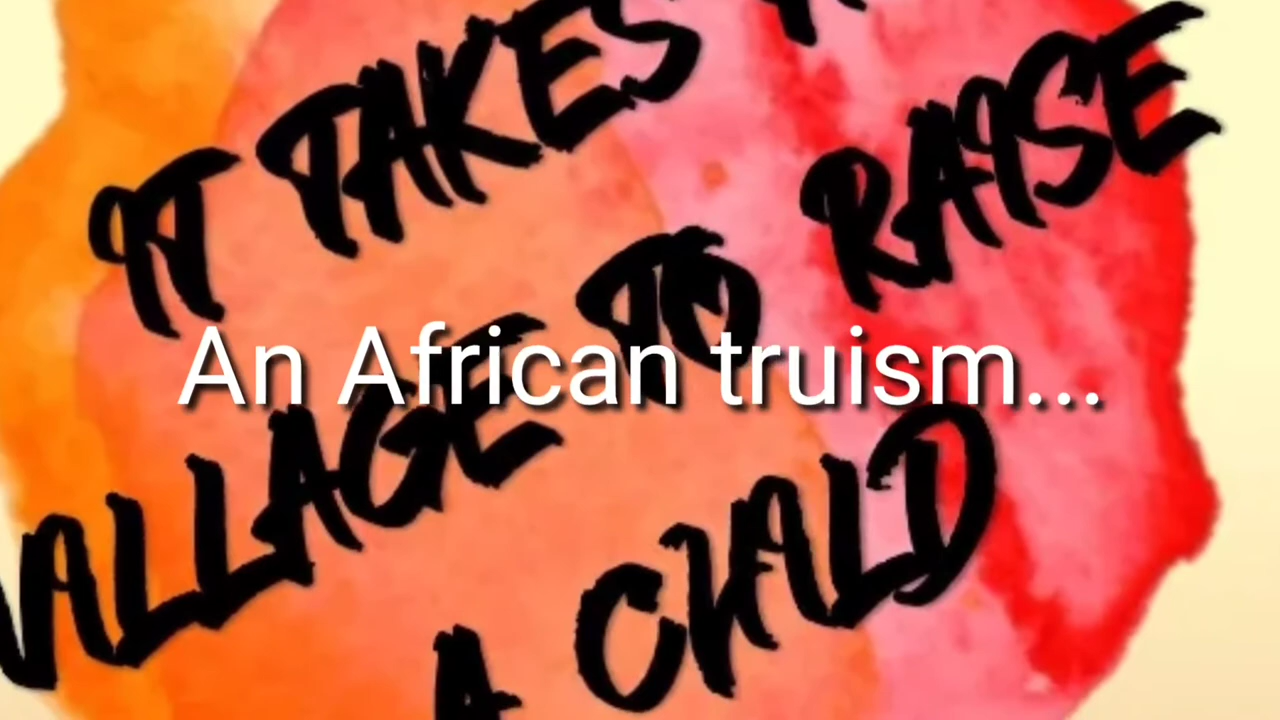 IT TAKES A
VILLAGE TO RAISE
A CHILD
An African truism...